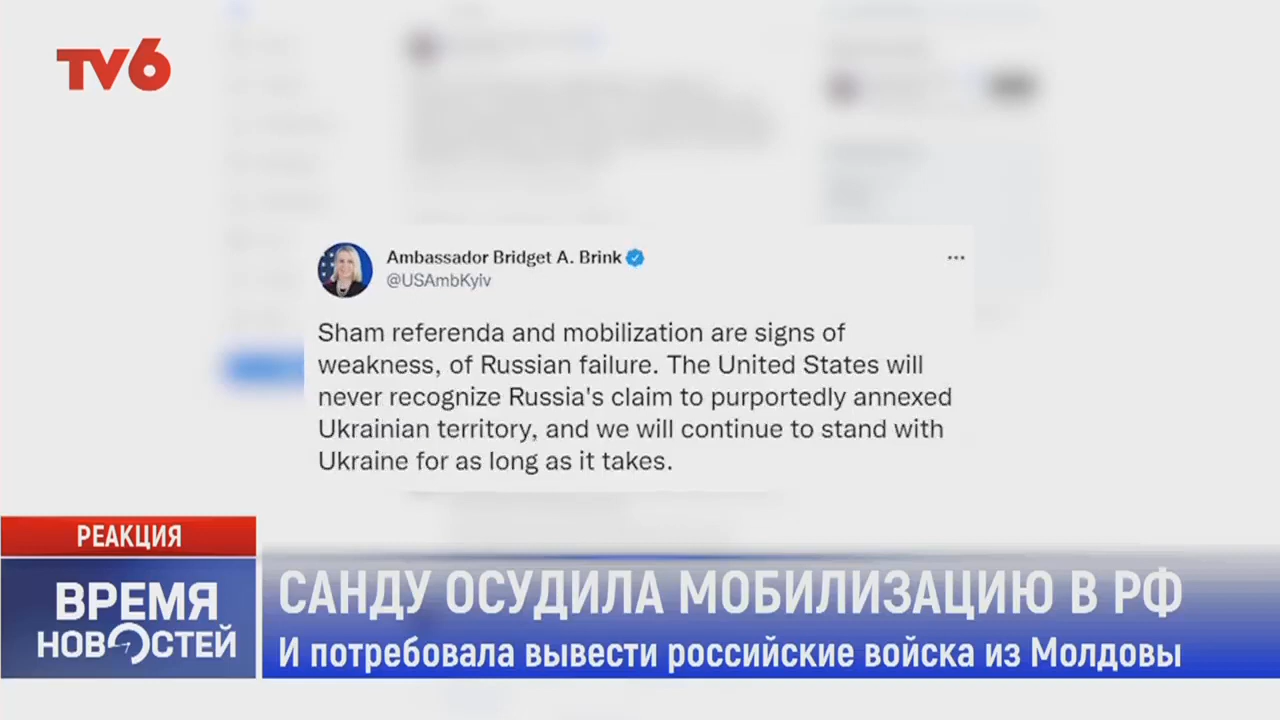 TV6
Ambassador Bridget A. Brink
@USAmbKyiv
Sham referenda and mobilization are signs of
weakness, of Russian failure. The United States will
never recognize Russia's claim to purportedly annexed
Ukrainian territory, and we will continue to stand with
Ukraine for as long as it takes.
РЕАКЦИЯ
ВРЕМЯ
НОВОСТЕЙ
САНДУ ОСУДИЛА МОБИЛИЗАЦИЮ В РФ
И потребовала вывести российские войска из Молдовы